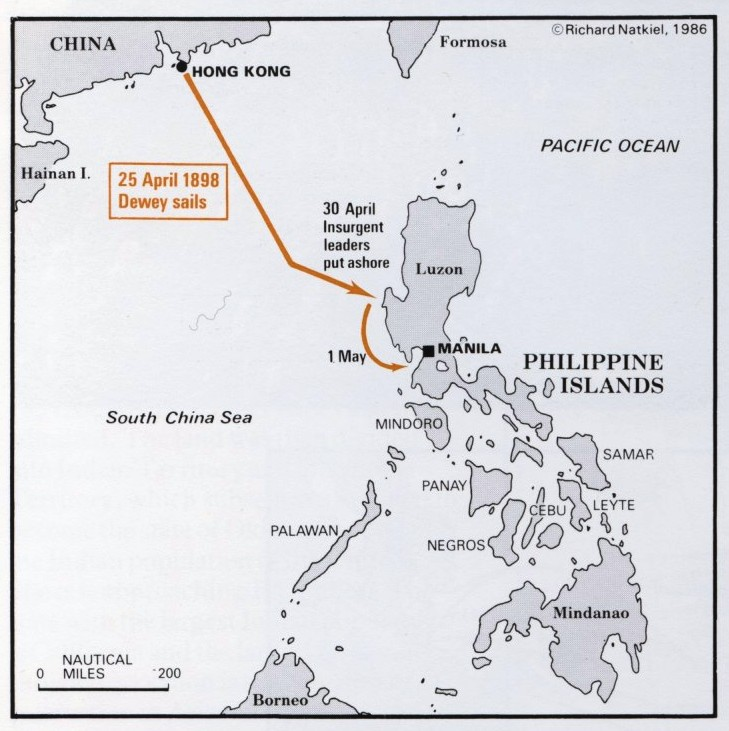 ©Richard Natkiel, 1986
CHINA
Formosa
HONG KONG
PACIFIC OCEAN
Hainan I.
25 April 1898
Dewey sails
30 April
Insurgent
leaders
put ashore
Luzon
1 May
MANILA
PHILIPPINE
ISLANDS
South China Sea
MINDORO
SAMAR
PANAY
CEBU
LEYTE
PALAWAN
NEGROS
Mindanao
NAUTICAL
MILES
0 200
Borneo